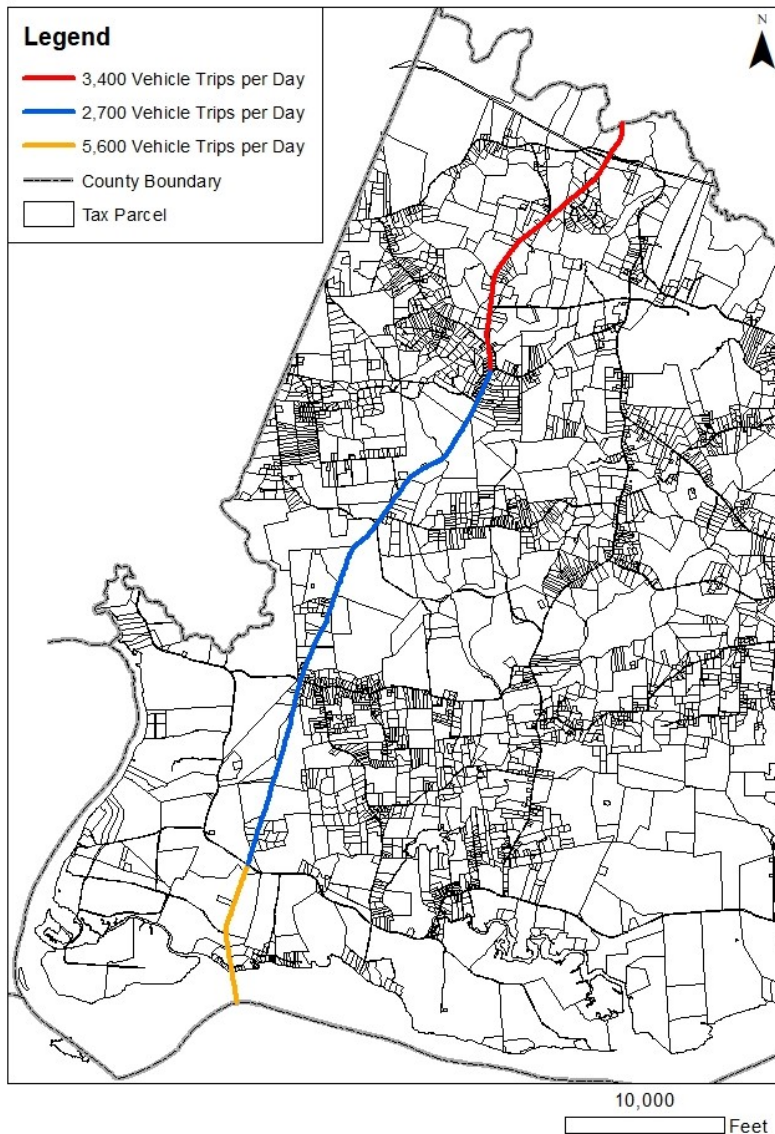 N
Legend
3,400 Vehicle Trips per Day
2,700 Vehicle Trips per Day
5,600 Vehicle Trips per Day
County Boundary
Tax Parcel
10,000
Feet